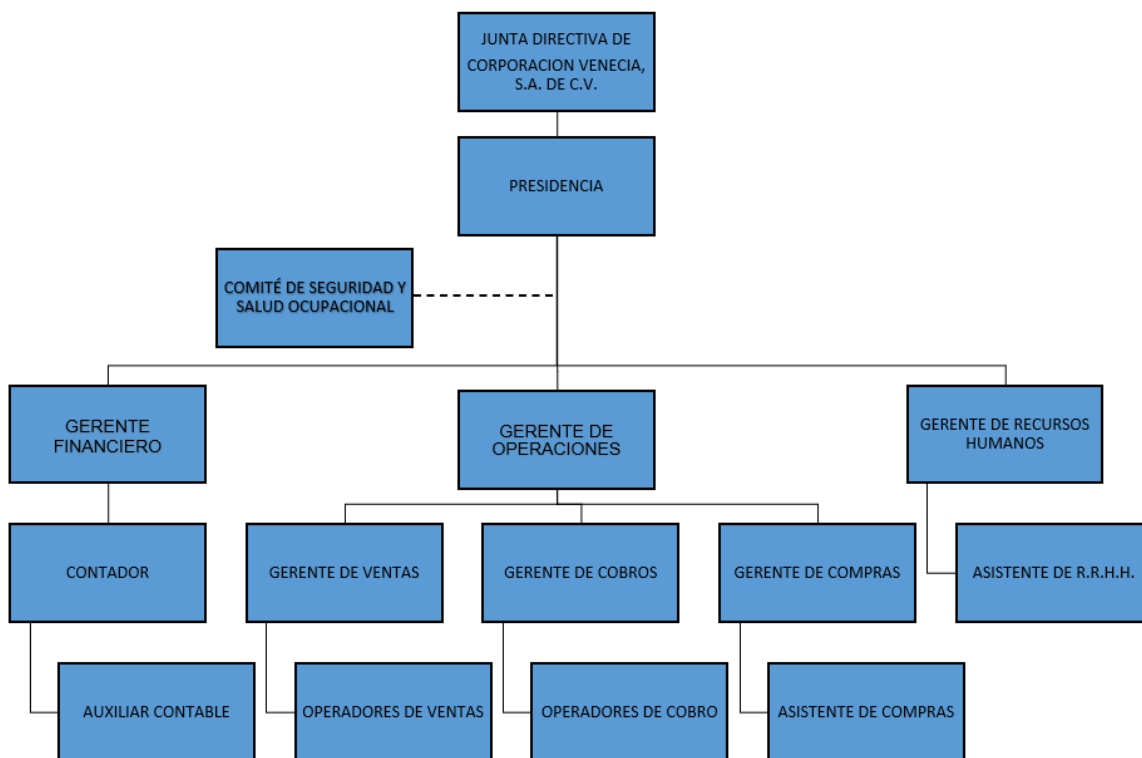 JUNTA DIRECTIVA DE
CORPORACION VENECIA,
S.A. DE C.V.
PRESIDENCIA
COMITÉ DE SEGURIDAD Y
SALUD OCUPACIONAL
GERENTE
FINANCIERO
GERENTE DE
OPERACIONES
GERENTE DE RECURSOS
HUMANOS
CONTADOR
GERENTE DE VENTAS
GERENTE DE COBROS
GERENTE DE COMPRAS
ASISTENTE DE R.R.H.H.
AUXILIAR CONTABLE
OPERADORES DE VENTAS
OPERADORES DE COBRO
ASISTENTE DE COMPRAS